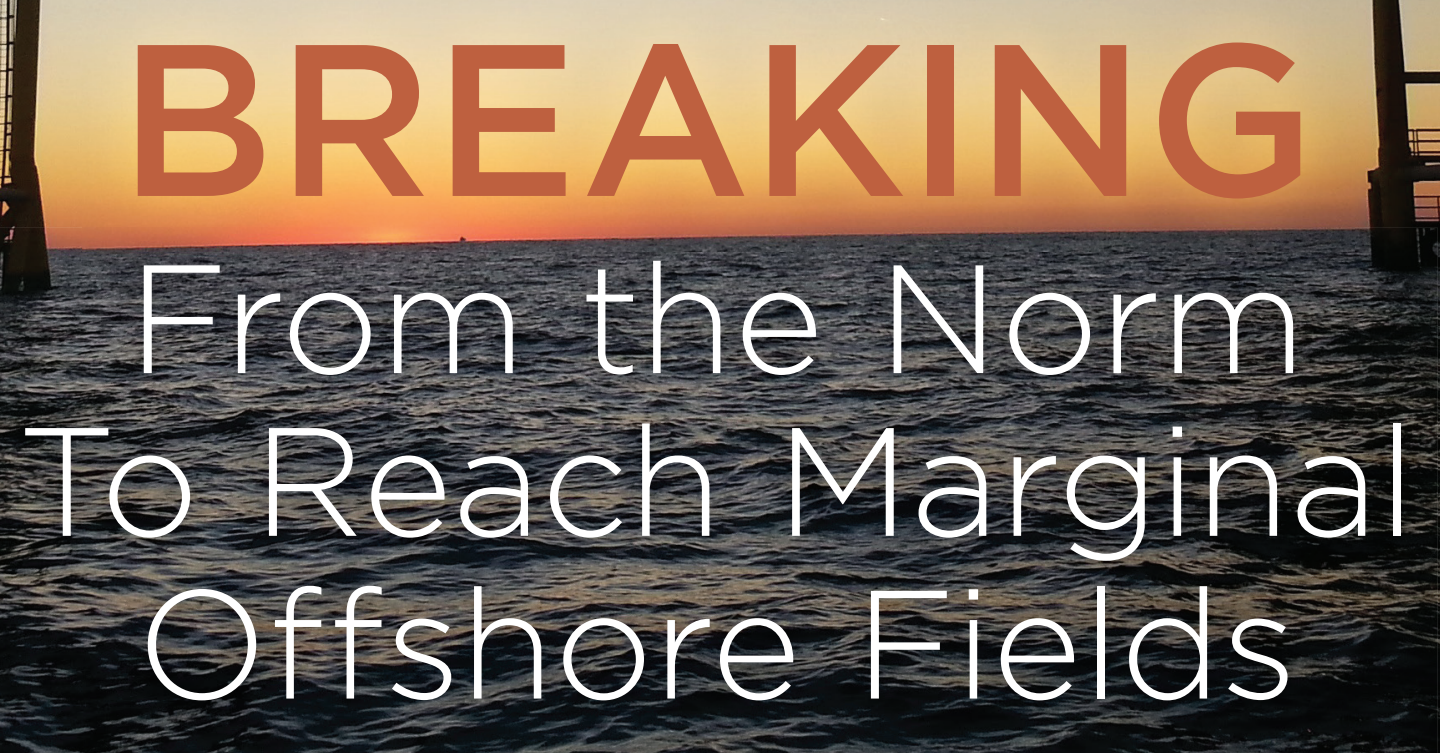 BREAKING
From the Norm
To Reach Marginal
Offshore Fields